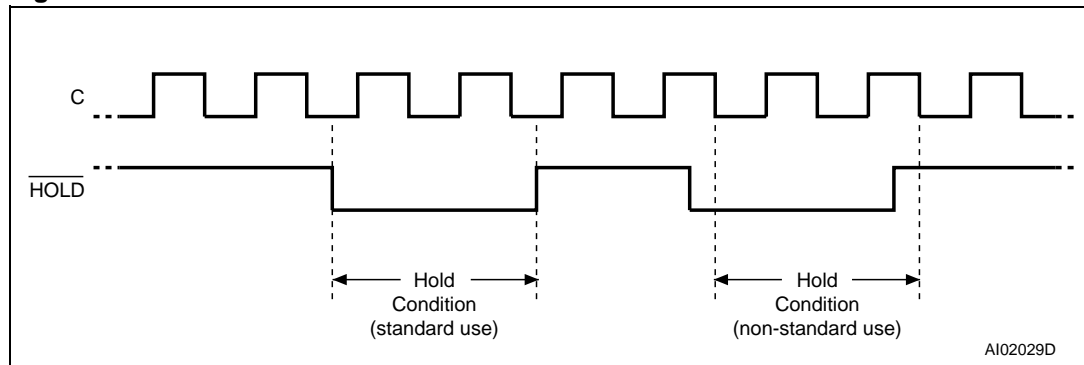 C
HOLD
Hold
Condition
(standard use)
Hold
Condition
(non-standard use)
AI02029D